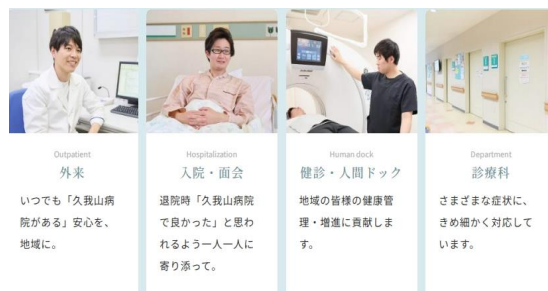 Outpatient
外来
いつでも「久我山病
院がある」安心を、
地域に。
Hospitalization
入院・面会
退院時「久我山病院
で良かった」と思わ
れるよう一人一人に
寄り添って。
Human dock
健診・人間ドック
地域の皆様の健康管
理・増進に貢献しま
す。
Department
診療科
さまざまな症状に、
きめ細かく対応して
います。